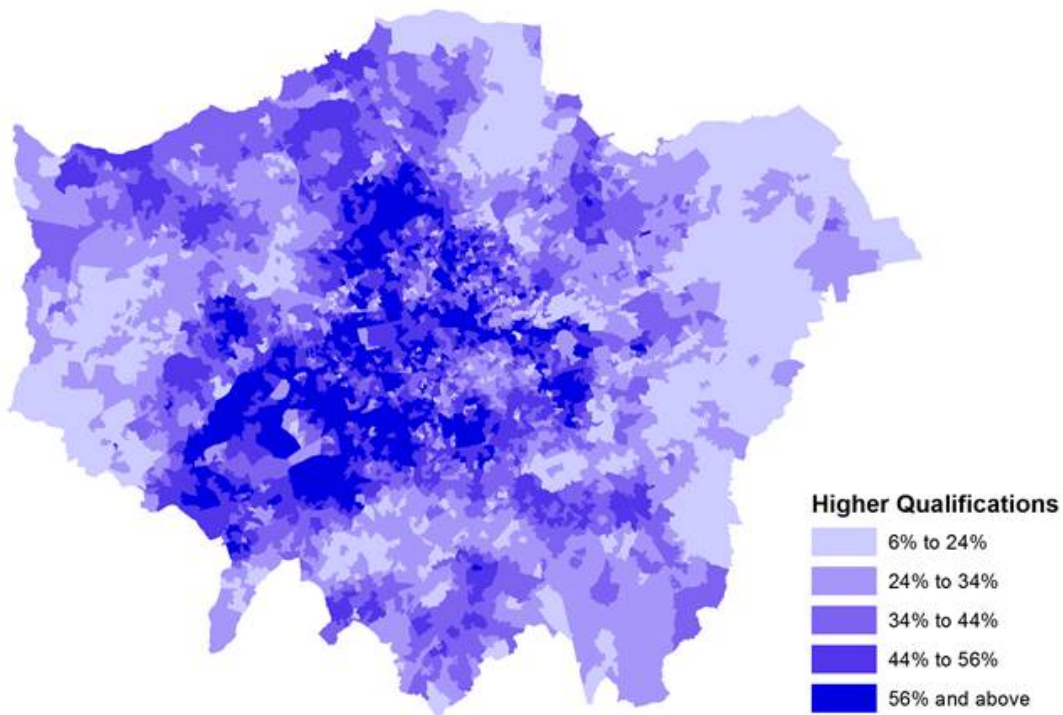 Higher Qualifications
6% to 24%
24% to 34%
34% to 44%
44% to 56%
56% and above